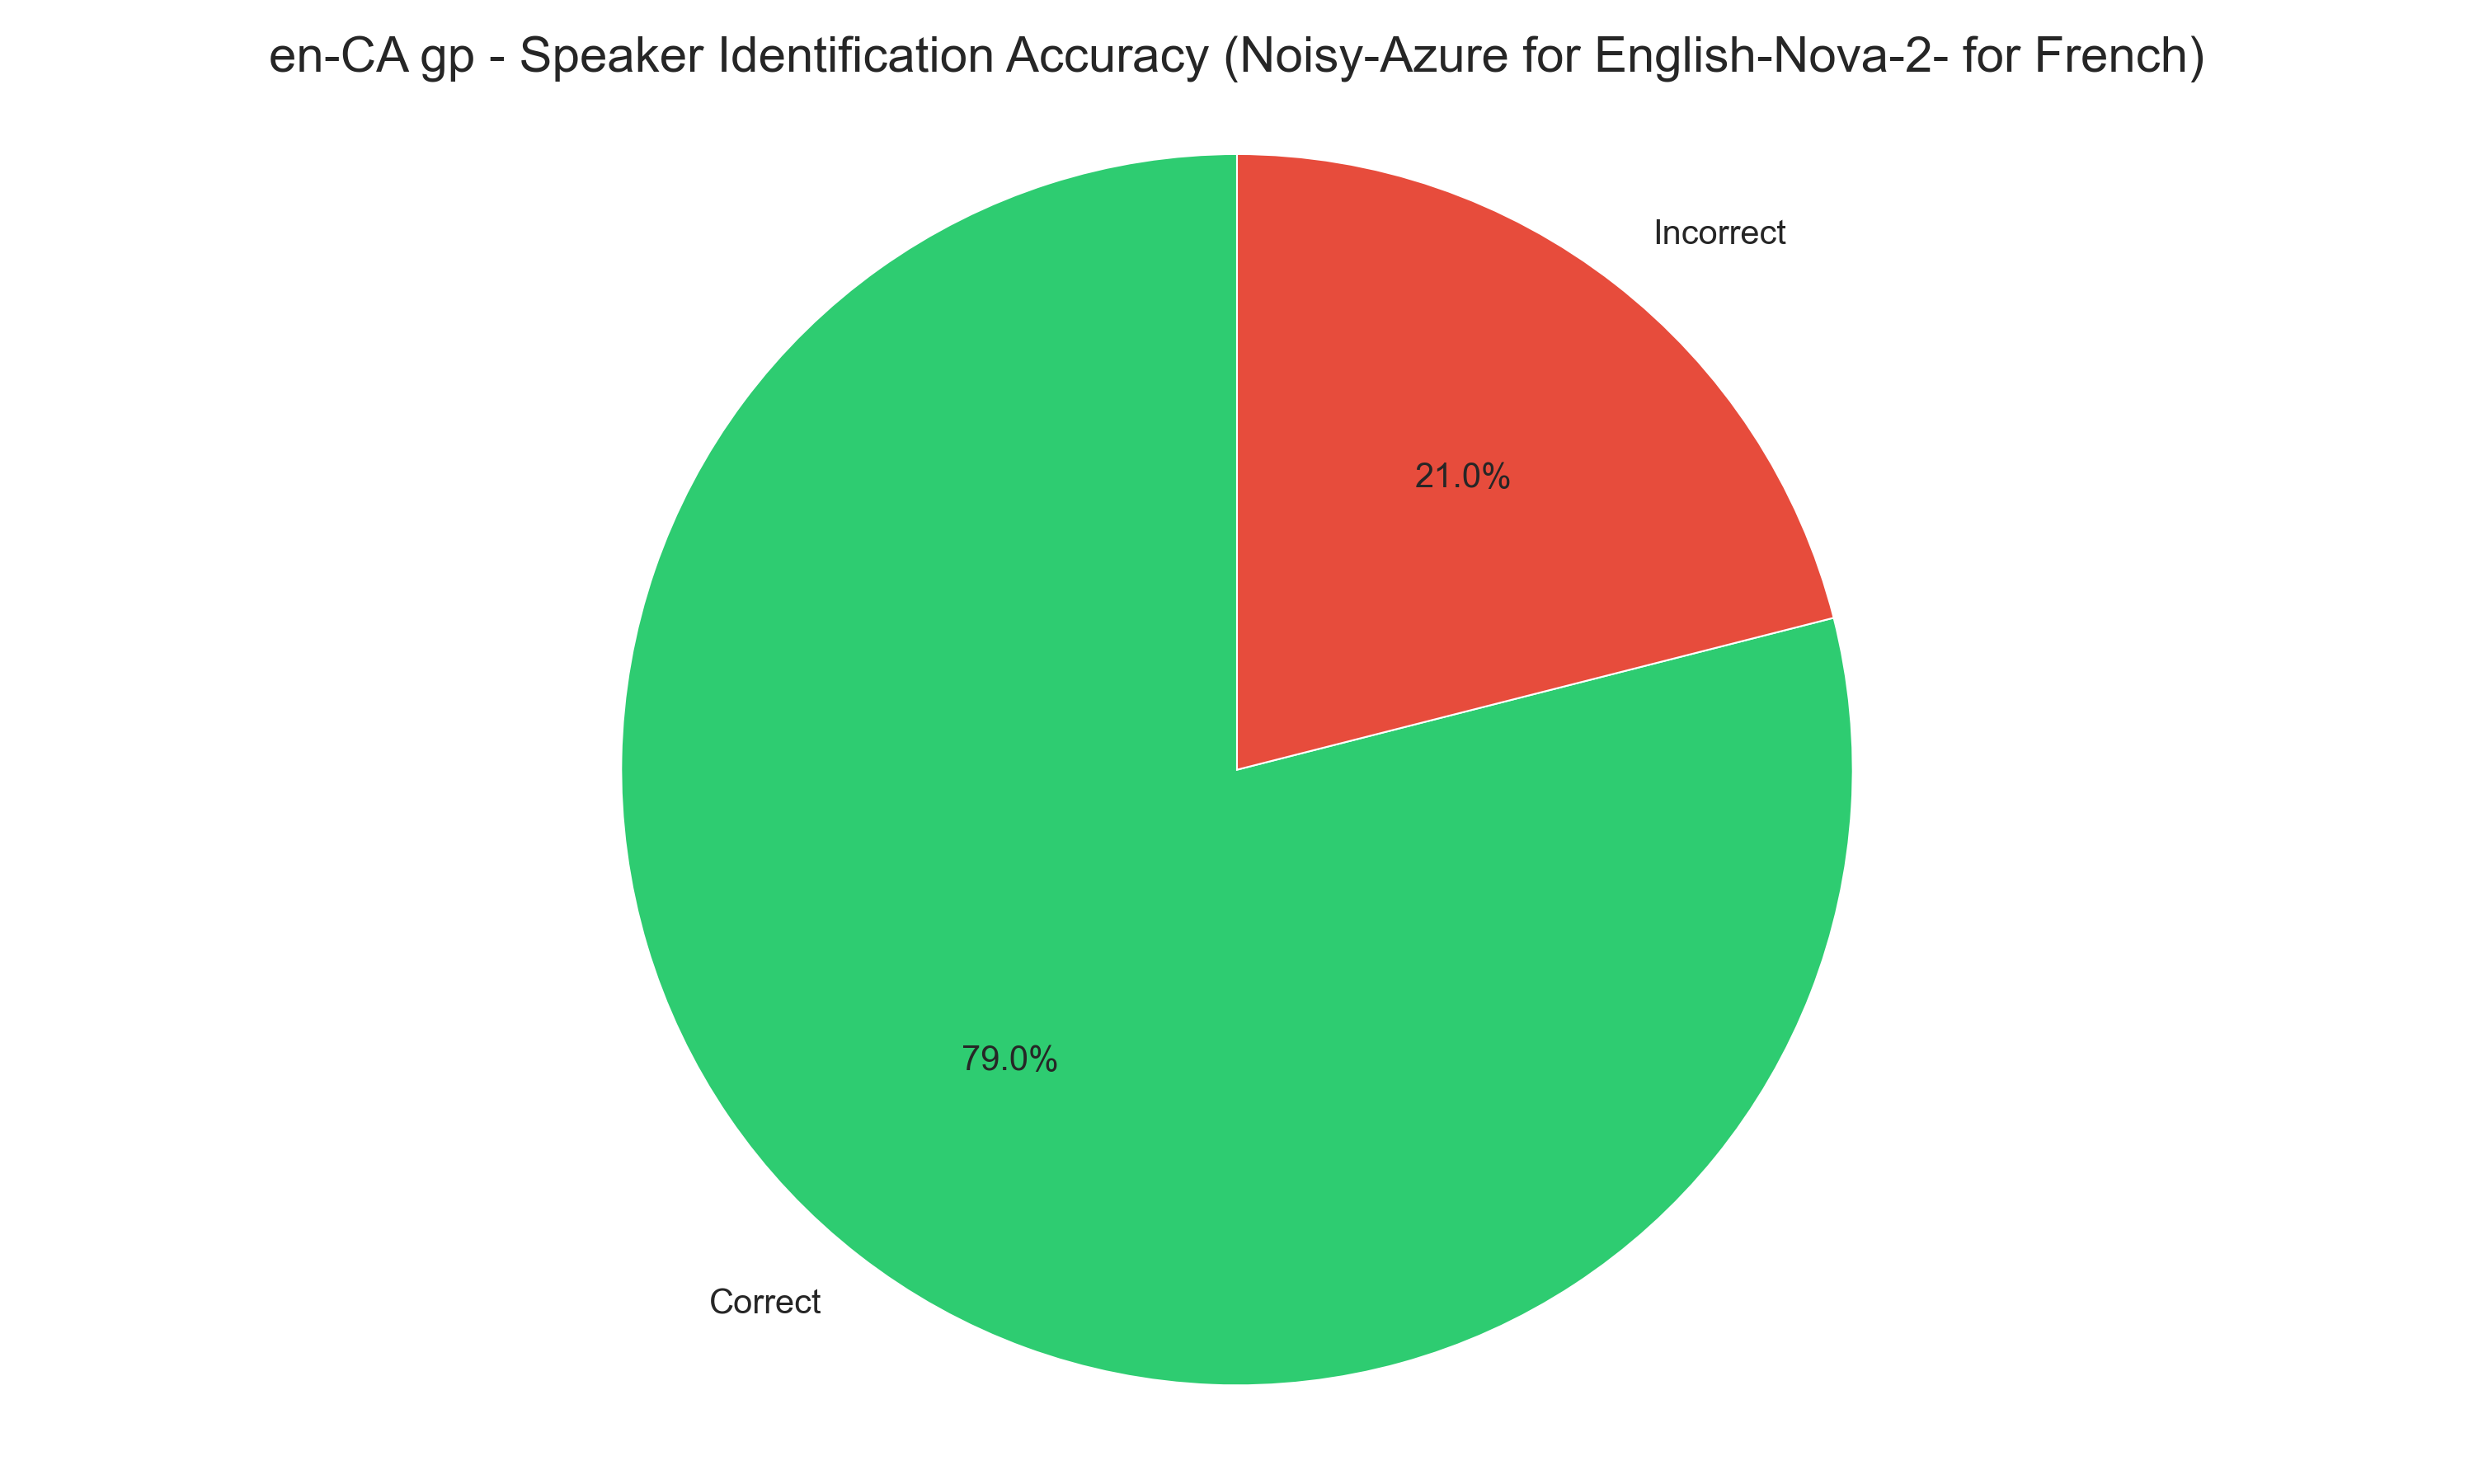 en-CA gp - Speaker Identification Accuracy (Noisy-Azure for English-Nova-2- for French)
Incorrect
21.0%
79.0%
Correct